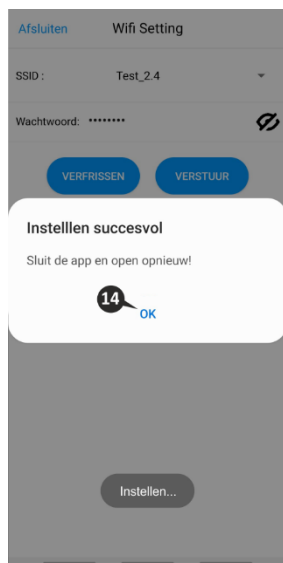 Afsluiten Wifi Setting
SSID : Test_2.4
Wachtwoord: ••••••••
VERFRISSEN VERSTUUR
Instelllen succesvol
Sluit de app en open opnieuw!
14
OK
Instellen...